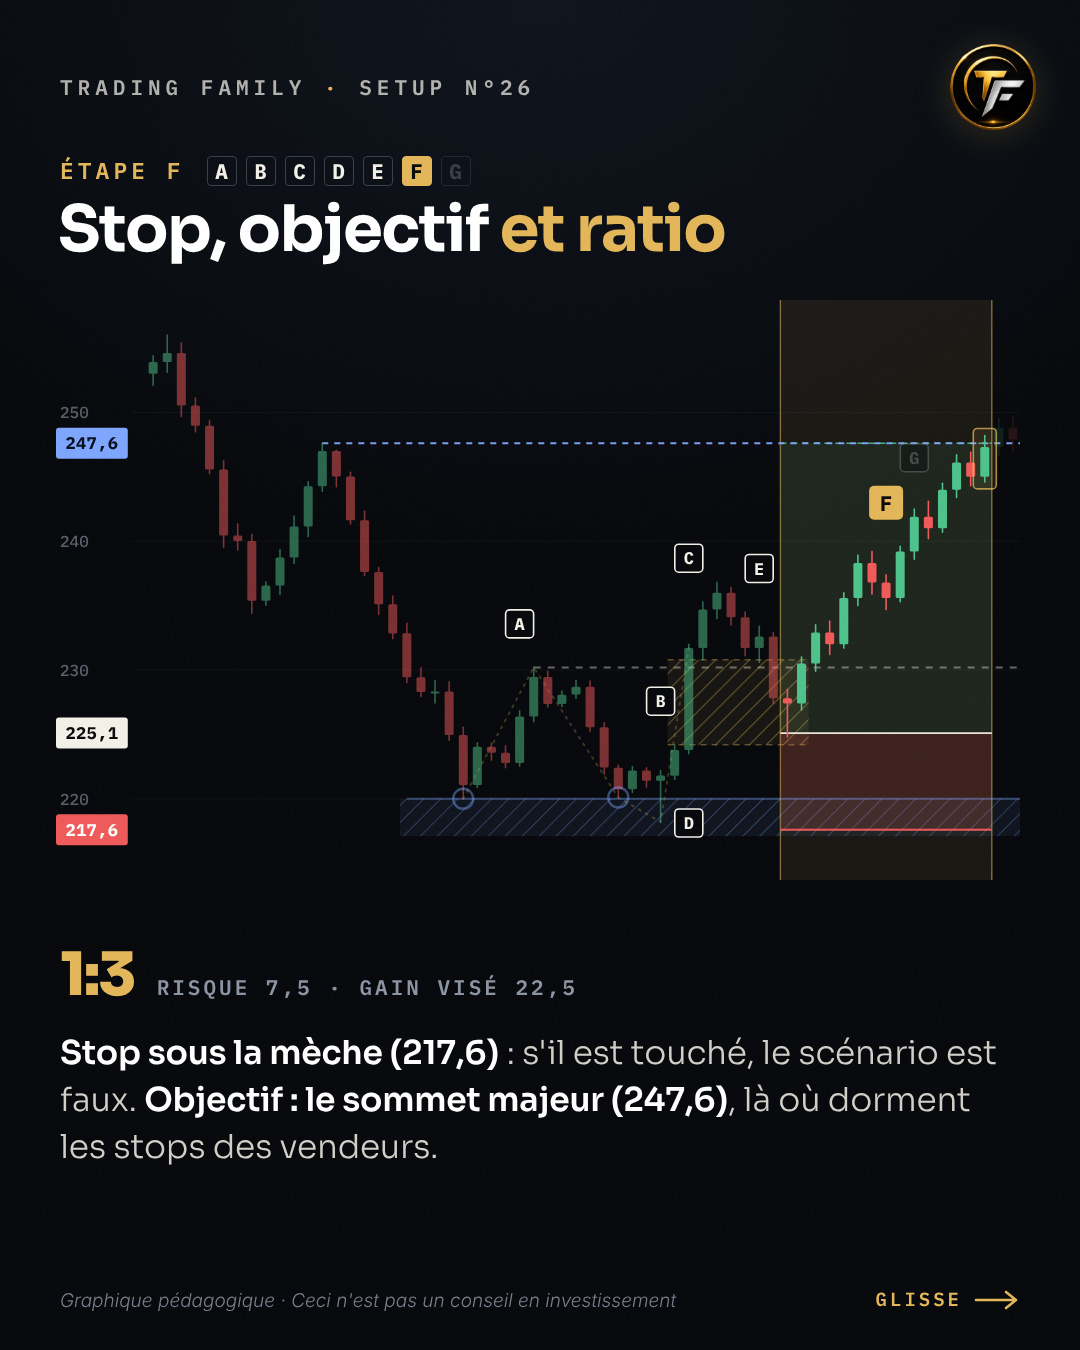 TRADING FAMILY · SETUP N°26
TF
ÉTAPE F A B C D E F G
Stop, objectif et ratio
250
247,6
G
F
240
C
E
A
230
B
225,1
220
D
217,6
1:3 RISQUE 7,5 · GAIN VISÉ 22,5
Stop sous la mèche (217,6) : s'il est touché, le scénario est
faux. Objectif : le sommet majeur (247,6), là où dorment
les stops des vendeurs.
Graphique pédagogique · Ceci n'est pas un conseil en investissement
GLISSE